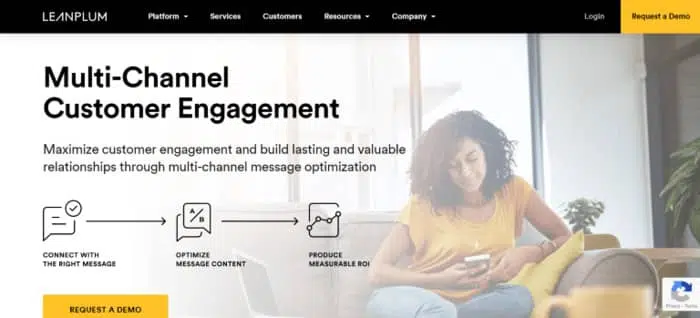 LEANPLUM
Platform
Services
Customers
Resources
Company
Login
Request a Demo
Multi-Channel
Customer Engagement
Maximize customer engagement and build lasting and valuable
relationships through multi-channel message optimization
A/B
CONNECT WITH
THE RIGHT MESSAGE
OPTIMIZE
MESSAGE CONTENT
PRODUCE
MEASURABLE ROI
REQUEST A DEMO
Privacy - Terms